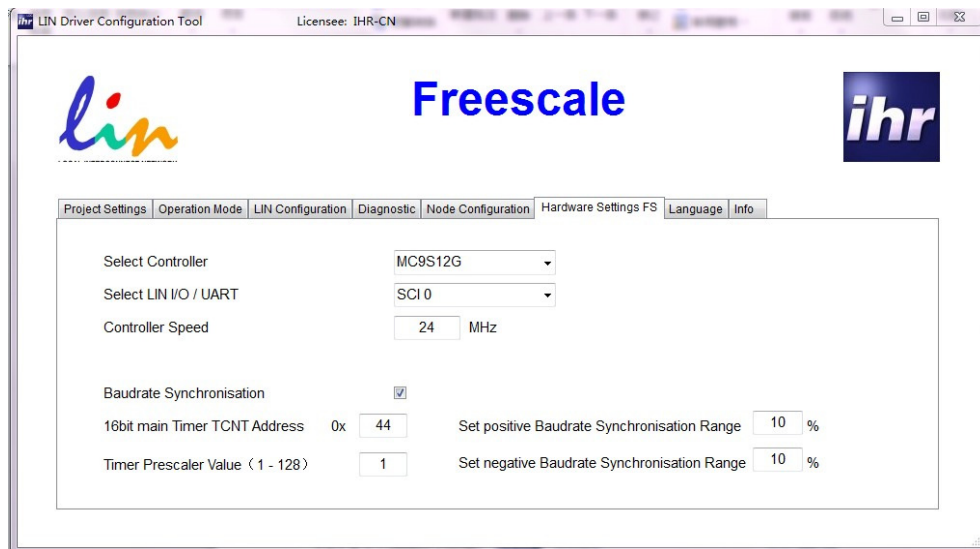 LIN Driver Configuration Tool Licensee: IHR-CN
lin
Freescale
ihr
Project Settings Operation Mode LIN Configuration Diagnostic Node Configuration Hardware Settings FS Language Info
Select Controller MC9S12G
Select LIN I/O / UART SCI 0
Controller Speed 24 MHz
Baudrate Synchronisation
16bit main Timer TCNT Address 0x 44 Set positive Baudrate Synchronisation Range 10 %
Timer Prescaler Value（1 - 128） 1 Set negative Baudrate Synchronisation Range 10 %